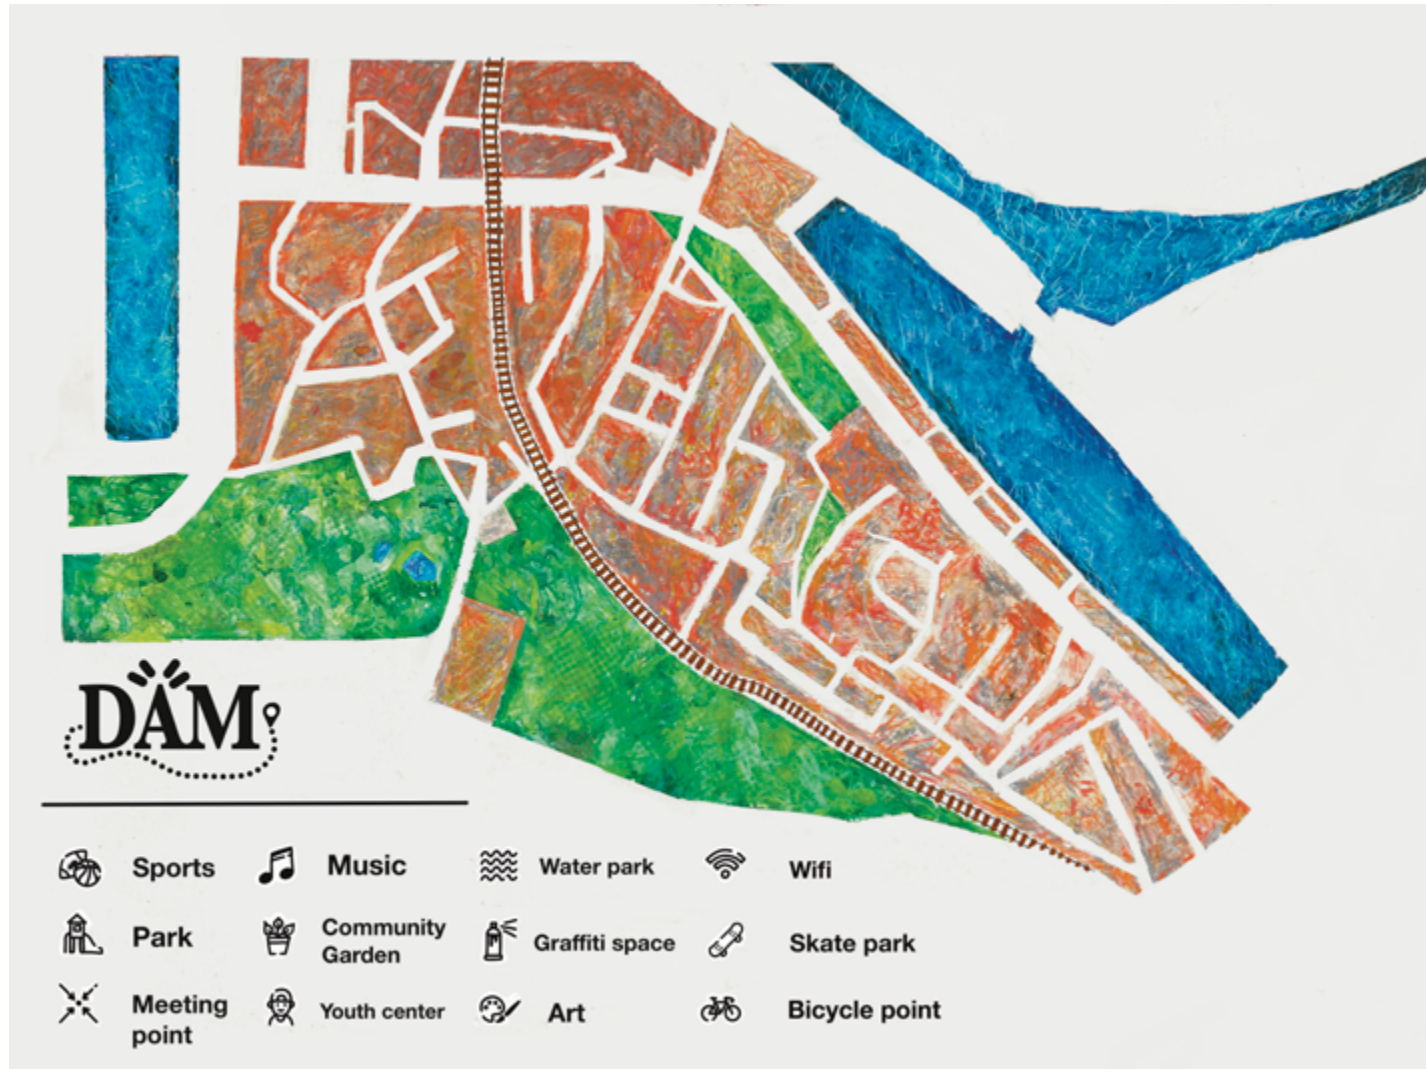 DAM
Sports
Music
Water park
Wifi
Park
Community
Garden
Graffiti space
Skate park
Meeting
point
Youth center
Art
Bicycle point